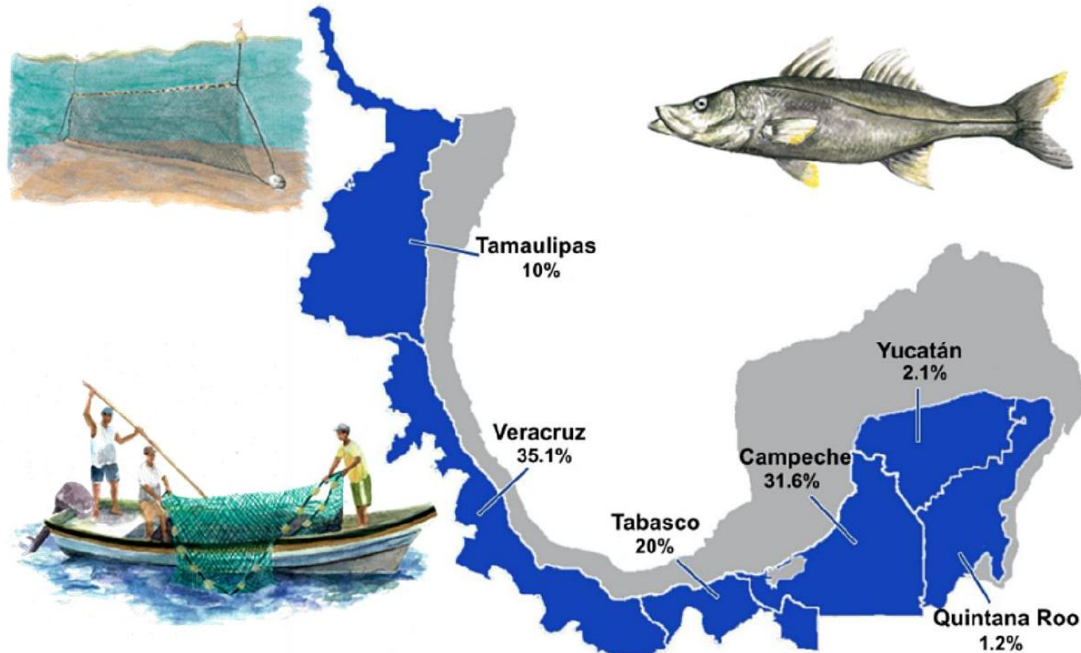 Tamaulipas
10%
Yucatán
2.1%
Veracruz
35.1%
Campeche
31.6%
Tabasco
20%
Quintana Roo
1.2%